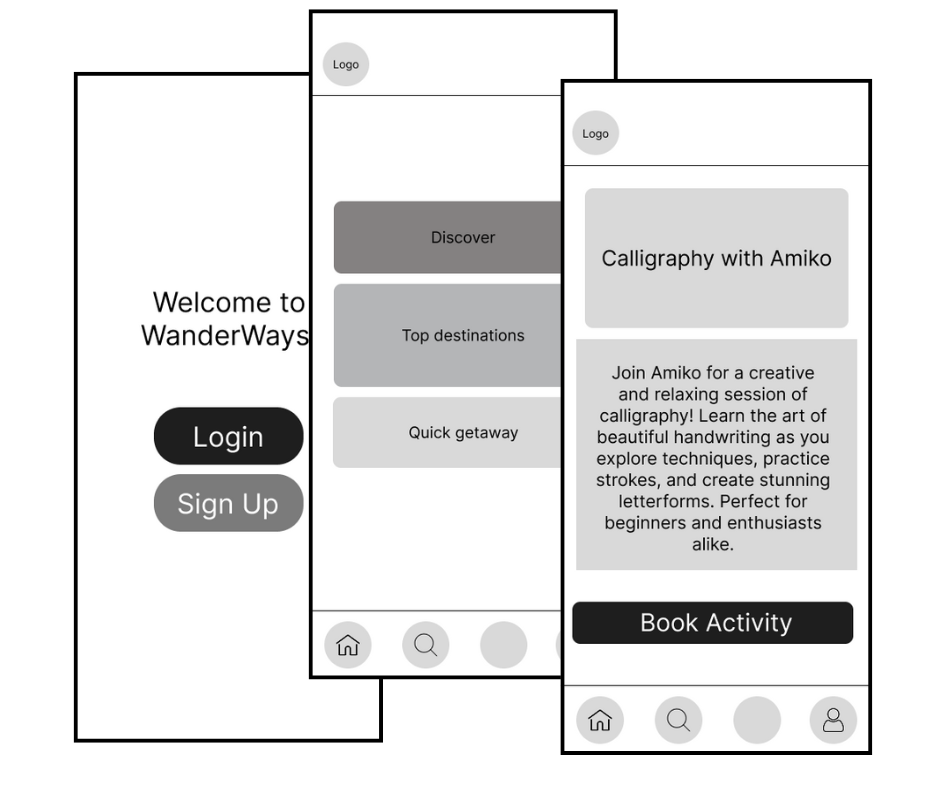 Welcome to
WanderWays
Login
Sign Up
Logo
Discover
Top destinations
Quick getaway
Logo
Calligraphy with Amiko
Join Amiko for a creative
and relaxing session of
calligraphy! Learn the art of
beautiful handwriting as you
explore techniques, practice
strokes, and create stunning
letterforms. Perfect for
beginners and enthusiasts
alike.
Book Activity